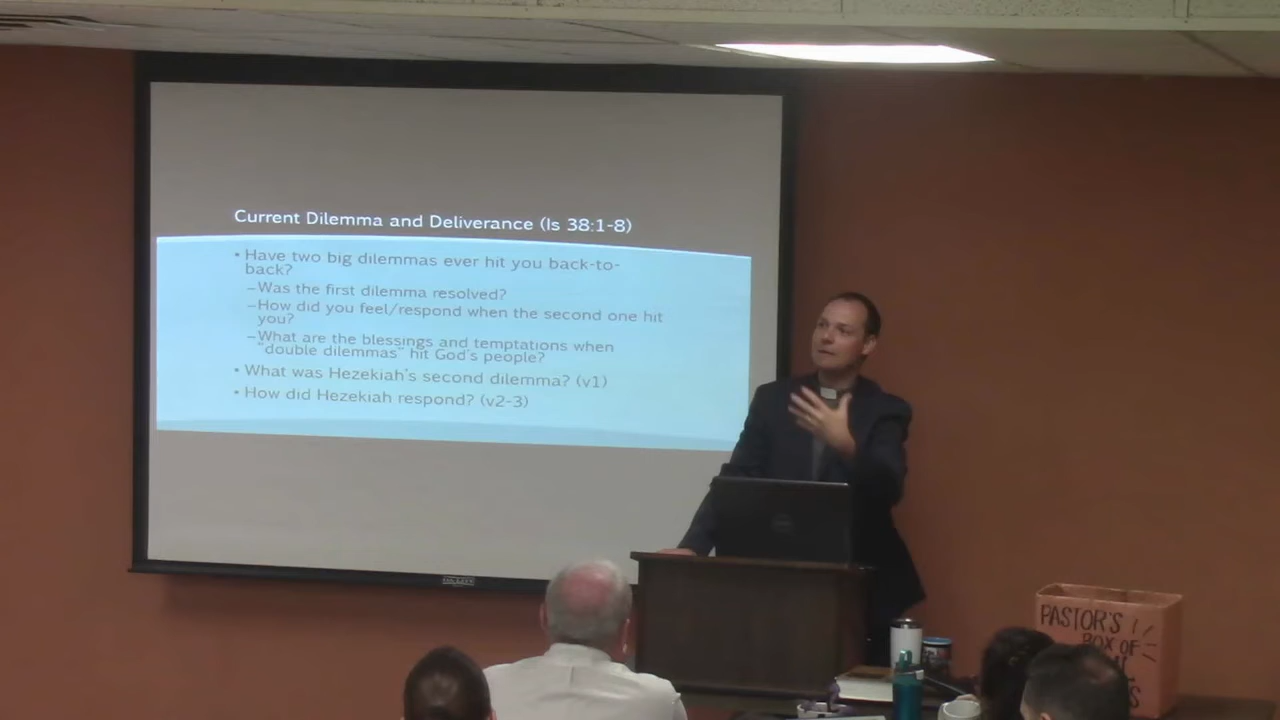 Current Dilemma and Deliverance (Is 38:1-8)
• Have two big dilemmas ever hit you back-to-
back?
–Was the first dilemma resolved?
–How did you feel/respond when the second one hit
you?
–What are the blessings and temptations when
"double dilemmas" hit God's people?
• What was Hezekiah's second dilemma? (v1)
• How did Hezekiah respond? (v2-3)
PASTOR'S
BOX OF